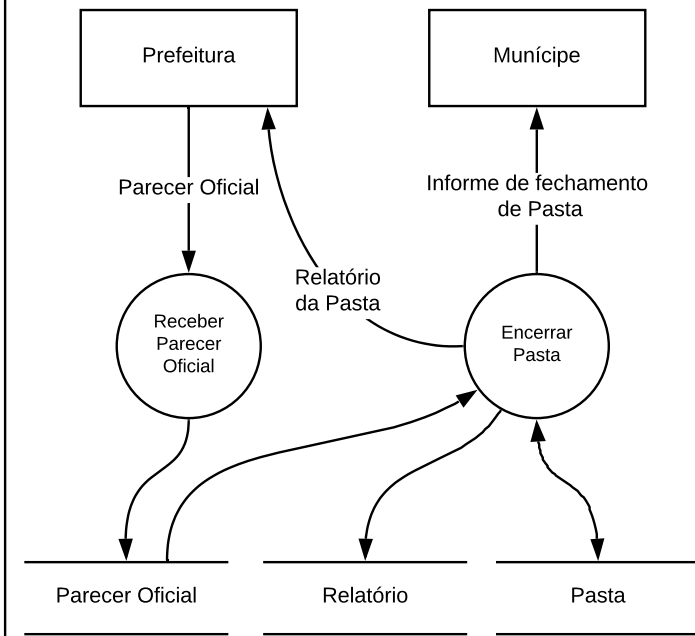 Prefeitura
Munícipe
Parecer Oficial
Informe de fechamento
de Pasta
Relatório
da Pasta
Receber
Parecer
Oficial
Encerrar
Pasta
Parecer Oficial
Relatório
Pasta